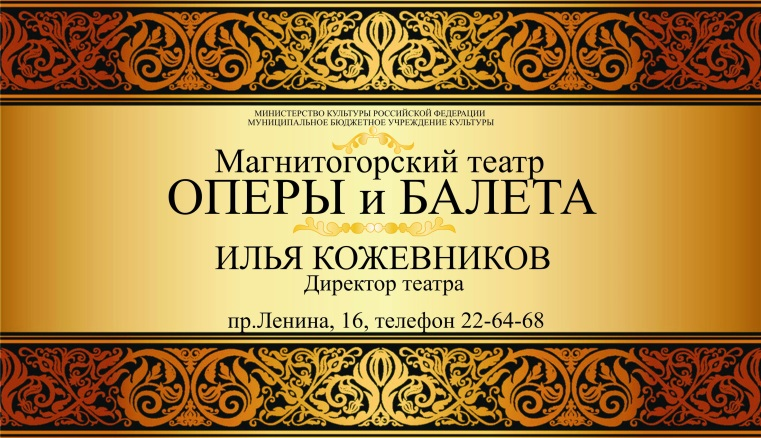 МИНИСТЕРСТВО КУЛЬТУРЫ РОССИЙСКОЙ ФЕДЕРАЦИИ
МУНИЦИПАЛЬНОЕ БЮДЖЕТНОЕ УЧРЕЖДЕНИЕ КУЛЬТУРЫ
Магнитогорский театр
ОПЕРЫ и БАЛЕТА
ИЛЬЯ КОЖЕВНИКОВ
Директор театра
пр.Ленина, 16, телефон 22-64-68